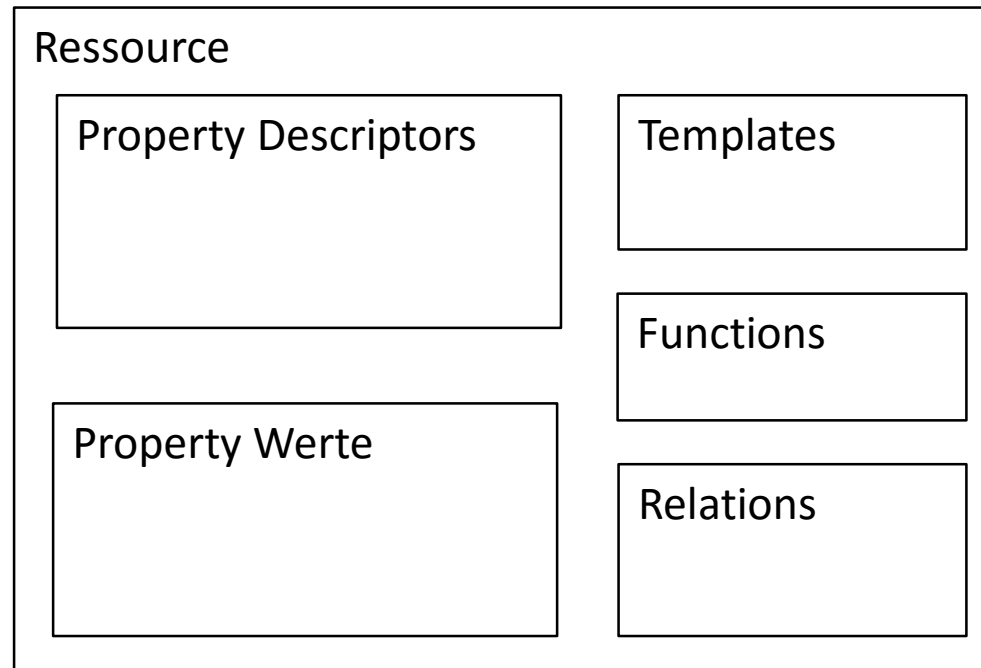 Ressource
Property Descriptors
Templates
Functions
Property Werte
Relations